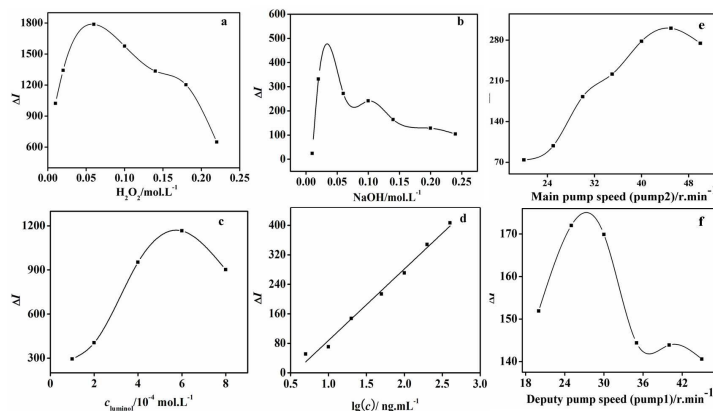 a
1800
1500
1200
900
600
ΔI
0.00 0.05 0.10 0.15 0.20 0.25
H₂O₂/mol.L⁻¹
b
600
500
400
300
200
100
0
ΔI
0.00 0.05 0.10 0.15 0.20 0.25
NaOH/mol.L⁻¹
e
280
210
140
70
24 32 40 48
Main pump speed (pump2)/r.min⁻
c
1200
900
600
300
ΔI
0 2 4 6 8
c luminol/10⁻⁴ mol.L⁻¹
d
400
320
240
160
80
0
ΔI
0.5 1.0 1.5 2.0 2.5 3.0
lg(c)/ ng.mL⁻¹
f
170
160
150
140
ΔI
18 27 36 45
Deputy pump speed (pump1)/r.min⁻¹